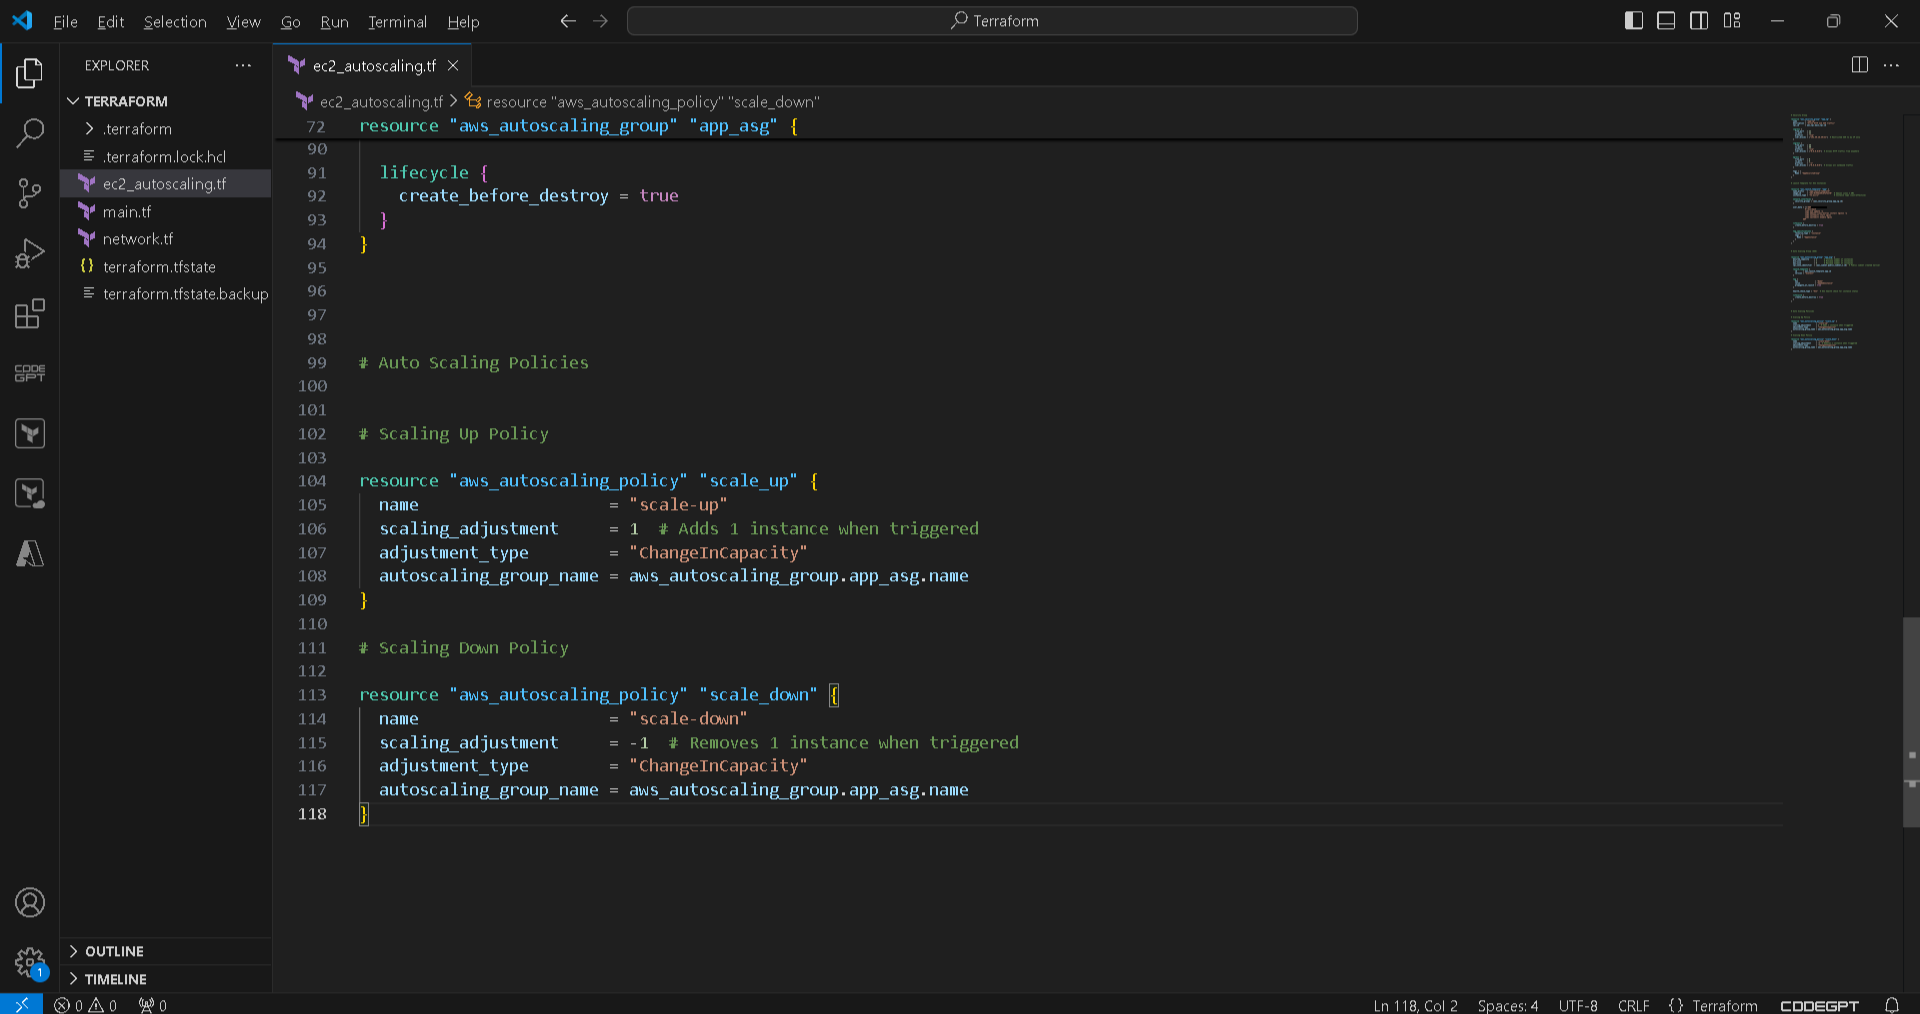 File Edit Selection View Go Run Terminal Help
Terraform
EXPLORER
TERRAFORM
.terraform
.terraform.lock.hcl
ec2_autoscaling.tf
main.tf
network.tf
terraform.tfstate
terraform.tfstate.backup
OUTLINE
TIMELINE
CODE
GPT
1
ec2_autoscaling.tf
ec2_autoscaling.tf > resource "aws_autoscaling_policy" "scale_down"
72 resource "aws_autoscaling_group" "app_asg" {
90
91 lifecycle {
92 create_before_destroy = true
93 }
94 }
95
96
97
98
99 # Auto Scaling Policies
100
101
102 # Scaling Up Policy
103
104 resource "aws_autoscaling_policy" "scale_up" {
105 name = "scale-up"
106 scaling_adjustment = 1 # Adds 1 instance when triggered
107 adjustment_type = "ChangeInCapacity"
108 autoscaling_group_name = aws_autoscaling_group.app_asg.name
109 }
110
111 # Scaling Down Policy
112
113 resource "aws_autoscaling_policy" "scale_down" {
114 name = "scale-down"
115 scaling_adjustment = -1 # Removes 1 instance when triggered
116 adjustment_type = "ChangeInCapacity"
117 autoscaling_group_name = aws_autoscaling_group.app_asg.name
118 }
0 0 0 Ln 118, Col 2 Spaces: 4 UTF-8 CRLF {} Terraform CODEGPT